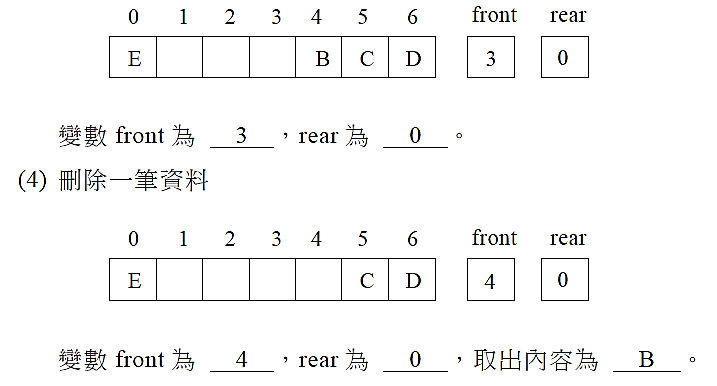 0 1 2 3 4 5 6 front rear
E B C D 3 0
變數 front 為 3 ，rear 為 0 。
(4) 刪除一筆資料
0 1 2 3 4 5 6 front rear
E C D 4 0
變數 front 為 4 ，rear 為 0 ，取出內容為 B 。